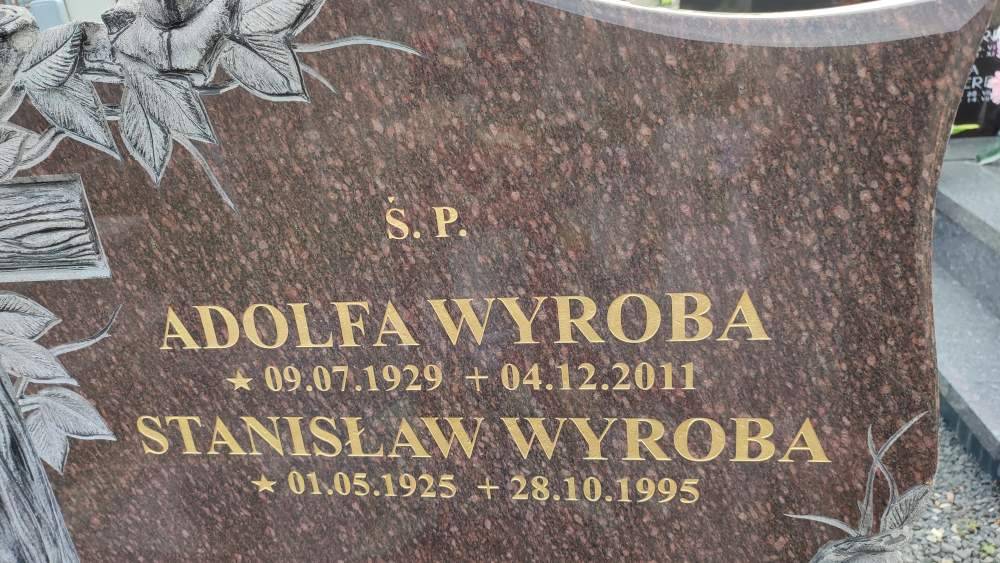 Ś. P.
ADOLFA WYROBA
★ 09.07.1929 + 04.12.2011
STANISŁAW WYROBA
★ 01.05.1925 + 28.10.1995